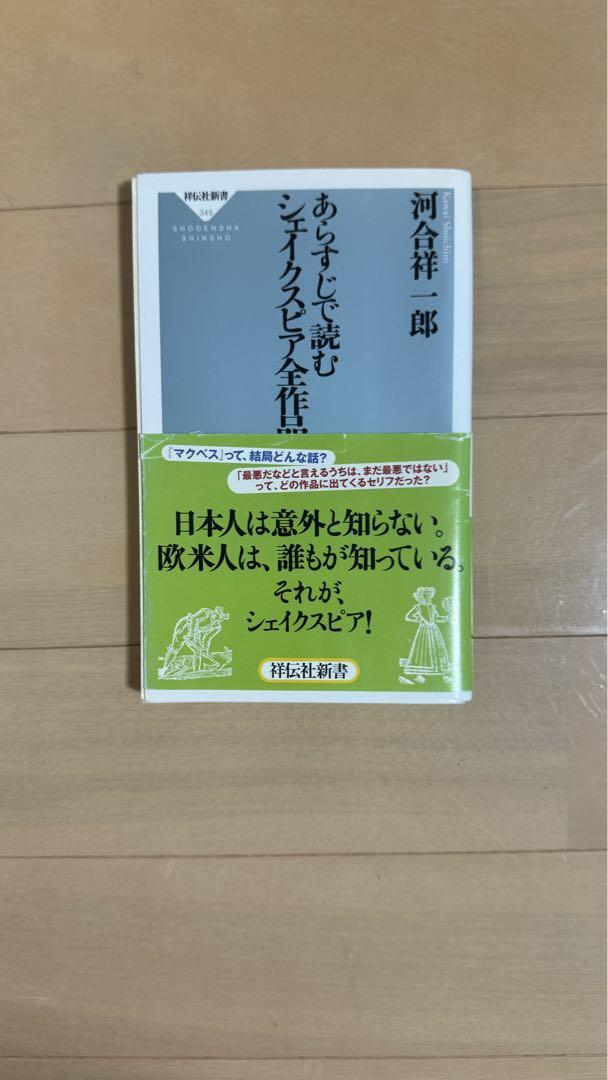 祥伝社新書
349
SHODENSHA
SHINSHO
河合祥一郎
Kawai Shoichiro
あらすじで読む
シェイクスピア全作品
『マクベス』って、結局どんな話?
「最悪だなどと言えるうちは、まだ最悪ではない」
って、どの作品に出てくるセリフだった?
日本人は意外と知らない。
欧米人は、誰もが知っている。
それが、
シェイクスピア!
祥伝社新書